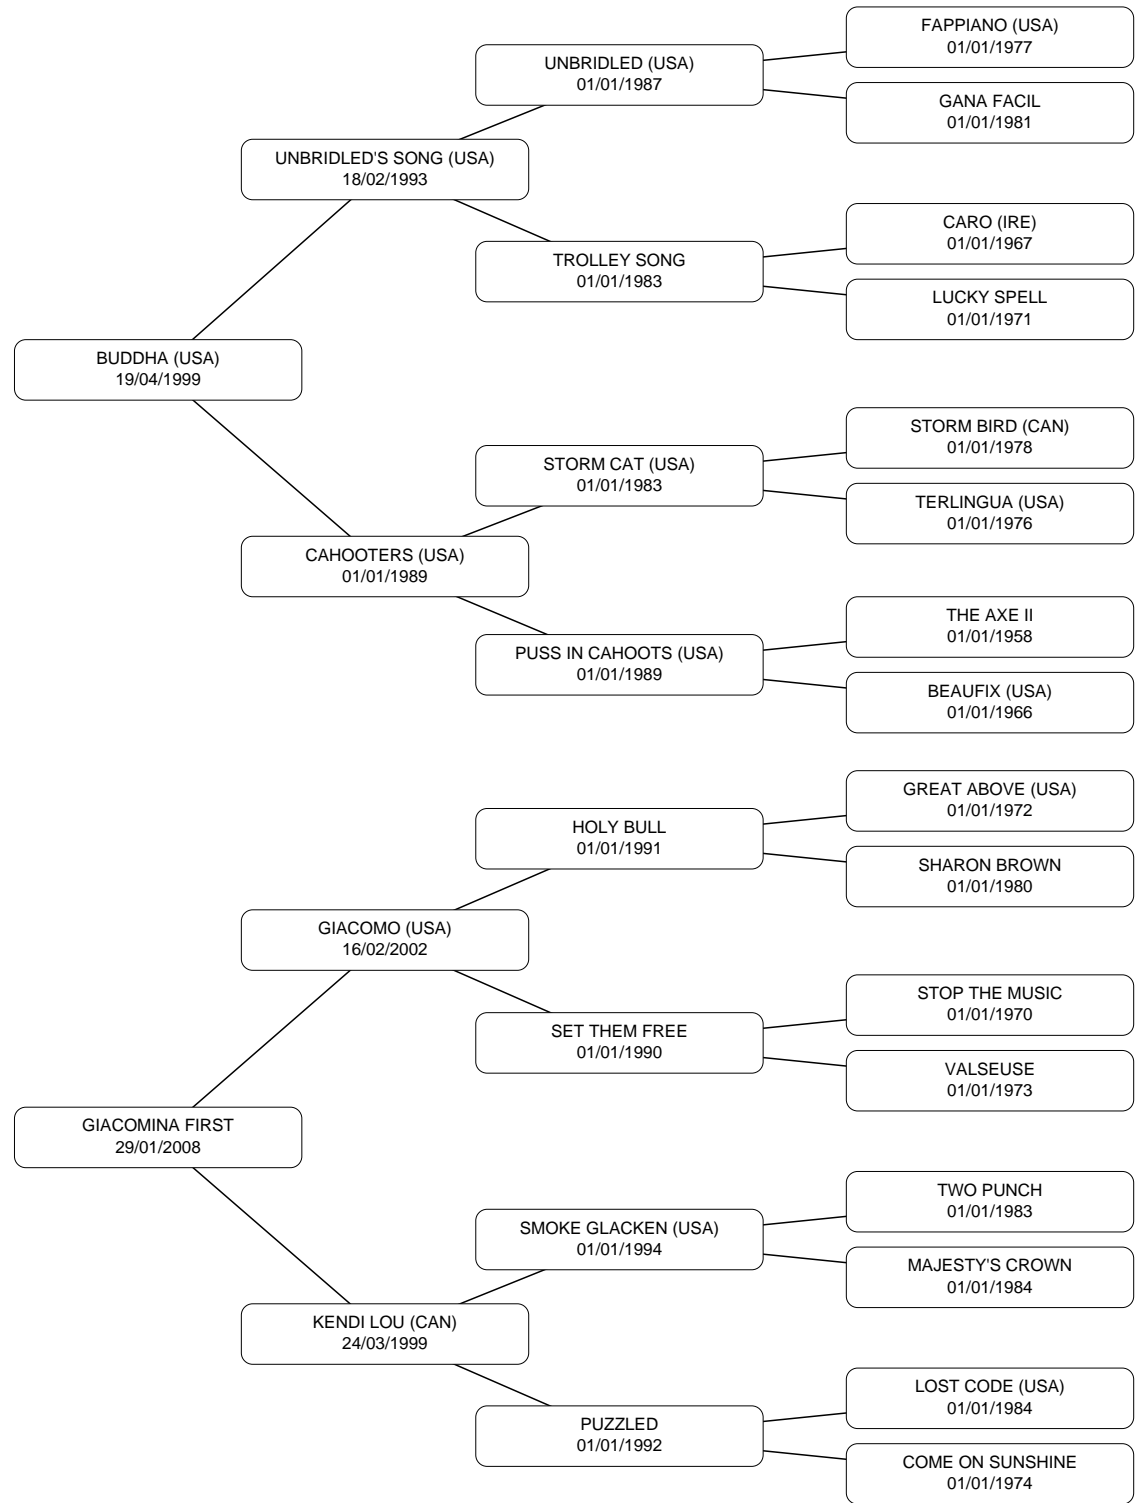 FAPPIANO (USA)
01/01/1977
UNBRIDLED (USA)
01/01/1987
GANA FACIL
01/01/1981
UNBRIDLED'S SONG (USA)
18/02/1993
CARO (IRE)
01/01/1967
TROLLEY SONG
01/01/1983
LUCKY SPELL
01/01/1971
BUDDHA (USA)
19/04/1999
STORM BIRD (CAN)
01/01/1978
STORM CAT (USA)
01/01/1983
TERLINGUA (USA)
01/01/1976
CAHOOTERS (USA)
01/01/1989
THE AXE II
01/01/1958
PUSS IN CAHOOTS (USA)
01/01/1989
BEAUFIX (USA)
01/01/1966
GREAT ABOVE (USA)
01/01/1972
HOLY BULL
01/01/1991
SHARON BROWN
01/01/1980
GIACOMO (USA)
16/02/2002
STOP THE MUSIC
01/01/1970
SET THEM FREE
01/01/1990
VALSEUSE
01/01/1973
GIACOMINA FIRST
29/01/2008
TWO PUNCH
01/01/1983
SMOKE GLACKEN (USA)
01/01/1994
MAJESTY'S CROWN
01/01/1984
KENDI LOU (CAN)
24/03/1999
LOST CODE (USA)
01/01/1984
PUZZLED
01/01/1992
COME ON SUNSHINE
01/01/1974